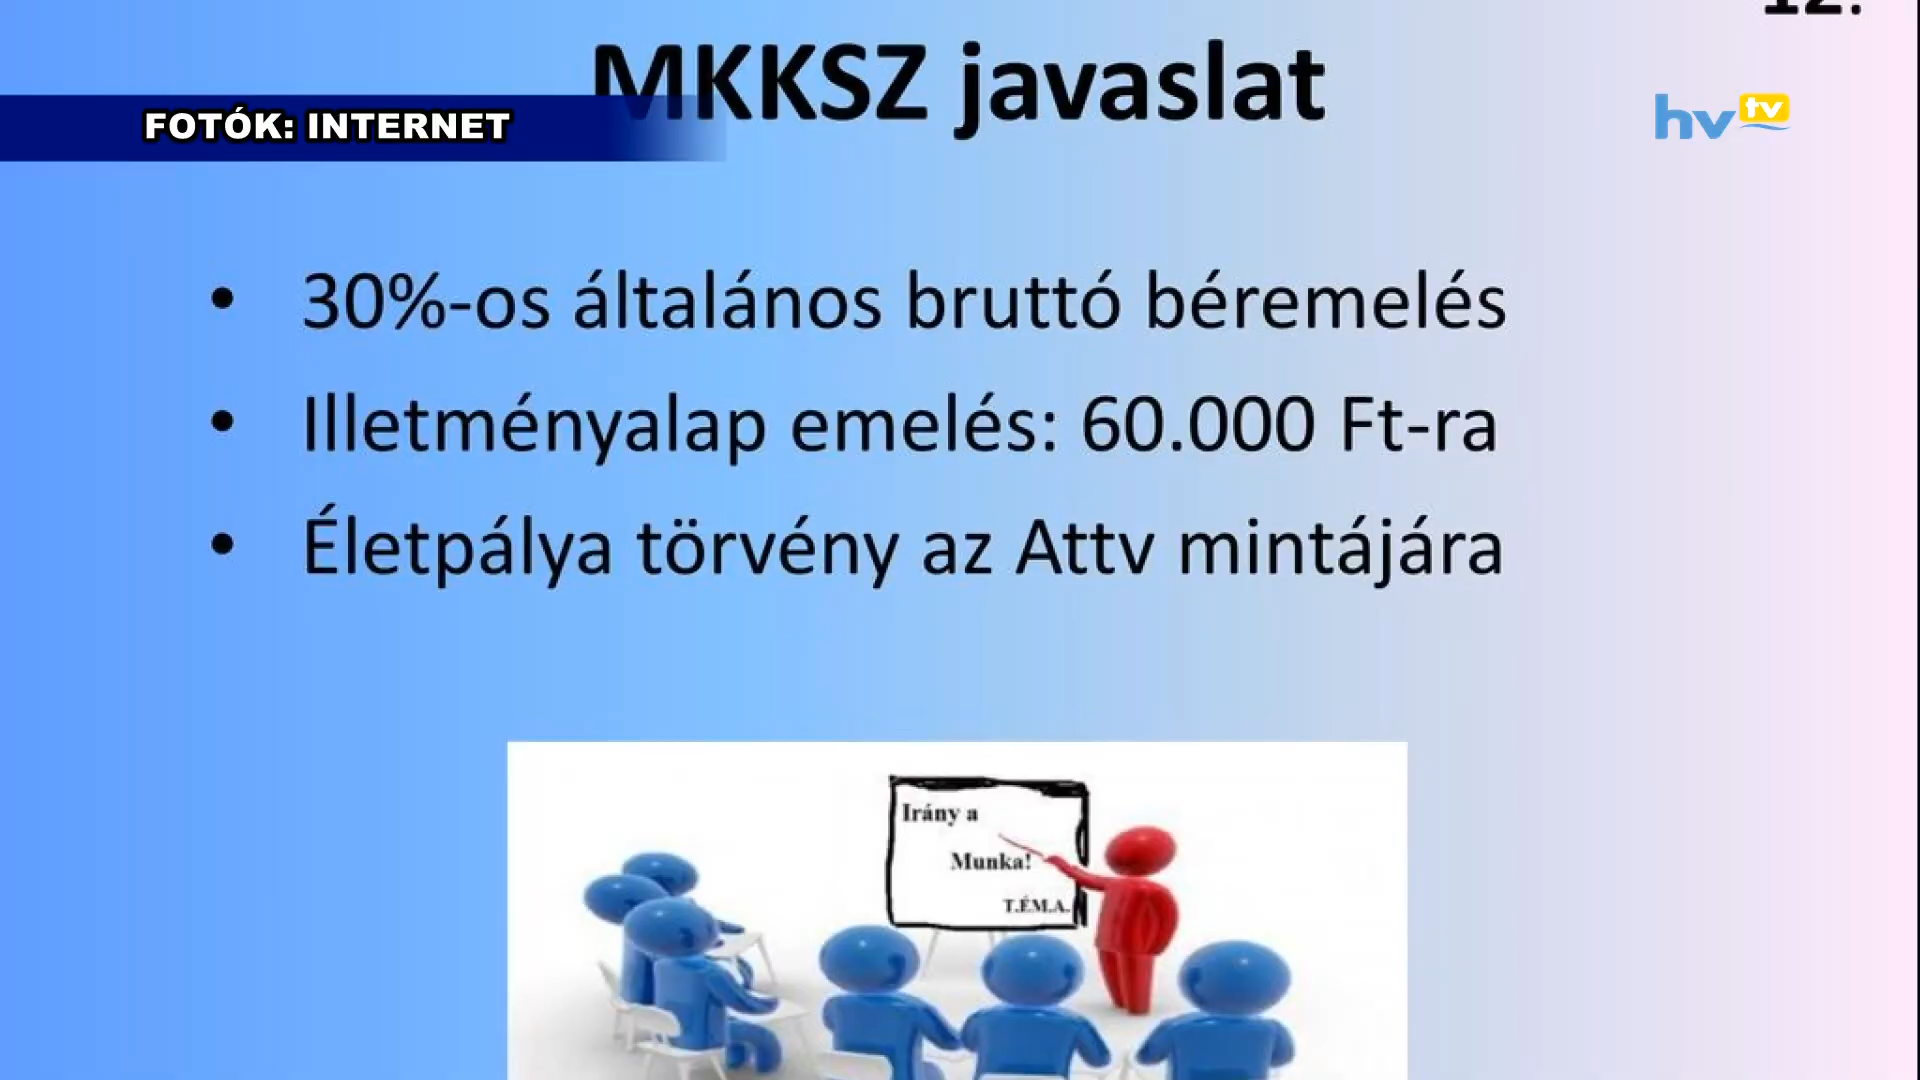 12.
MKKSZ javaslat
FOTÓK: INTERNET
hvtv
• 30%-os általános bruttó béremelés
• Illetményalap emelés: 60.000 Ft-ra
• Életpálya törvény az Attv mintájára
Irány a
Munka!
T.É.M.A.